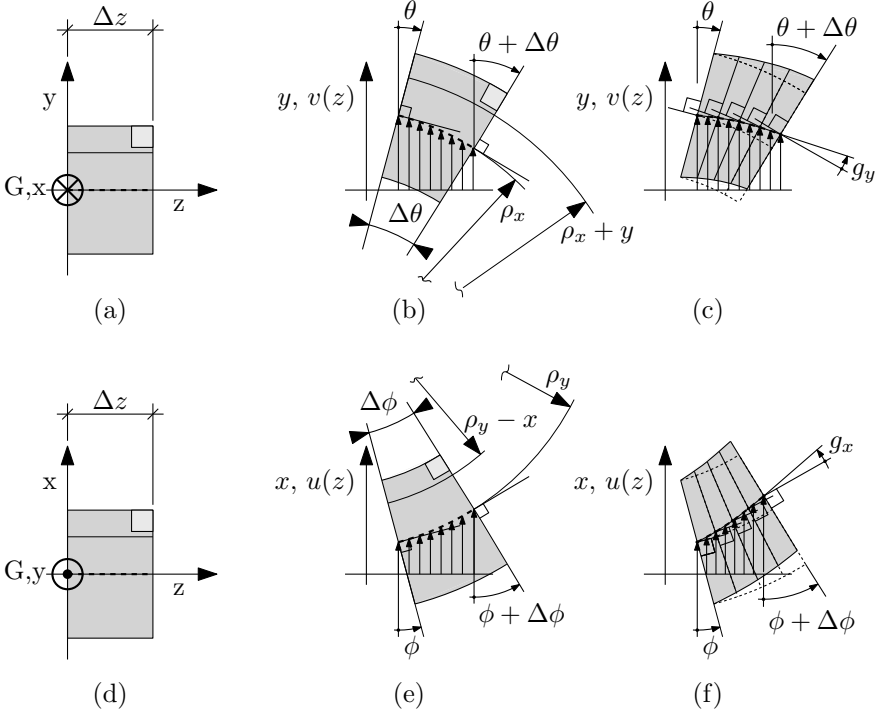 Δz
y
G,x
z
(a)
θ
θ + Δθ
y, v(z)
Δθ
ρ_x
ρ_x + y
(b)
θ
θ + Δθ
y, v(z)
g_y
(c)
Δz
x
G,y
z
(d)
Δϕ
ρ_y
ρ_y − x
x, u(z)
ϕ + Δϕ
ϕ
(e)
g_x
x, u(z)
ϕ + Δϕ
ϕ
(f)